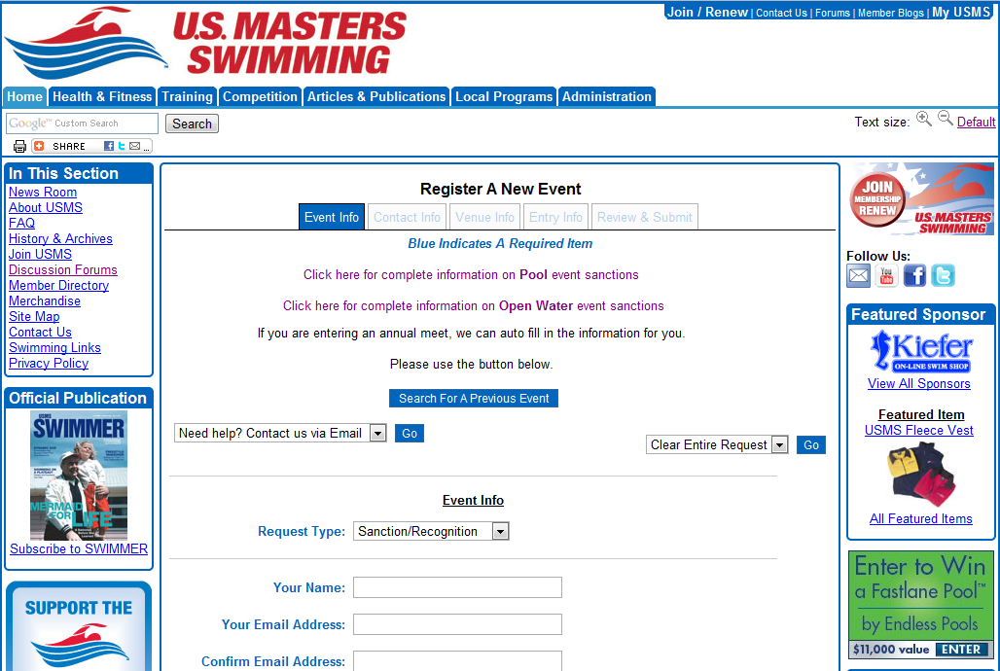 Join / Renew | Contact Us | Forums | Member Blogs | My USMS
U.S. MASTERS
SWIMMING
Home
Health & Fitness
Training
Competition
Articles & Publications
Local Programs
Administration
Google™ Custom Search
Search
Text size:
Default
SHARE
...
In This Section
News Room
About USMS
FAQ
History & Archives
Join USMS
Discussion Forums
Member Directory
Merchandise
Site Map
Contact Us
Swimming Links
Privacy Policy
Official Publication
USMS
SWIMMER
MERMAID
FOR LIFE
Subscribe to SWIMMER
SUPPORT THE
Register A New Event
Event Info
Contact Info
Venue Info
Entry Info
Review & Submit
Blue Indicates A Required Item
Click here for complete information on Pool event sanctions
Click here for complete information on Open Water event sanctions
If you are entering an annual meet, we can auto fill in the information for you.
Please use the button below.
Search For A Previous Event
Need help? Contact us via Email
Go
Clear Entire Request
Go
Event Info
Request Type:
Sanction/Recognition
Your Name:
Your Email Address:
Confirm Email Address:
JOIN
MEMBERSHIP
RENEW
U.S. MASTERS
SWIMMING
Follow Us:
You
Tube
Featured Sponsor
Kiefer
ON-LINE SWIM SHOP
View All Sponsors
Featured Item
USMS Fleece Vest
All Featured Items
Enter to Win
a Fastlane Pool™
by Endless Pools
$11,000 value
ENTER